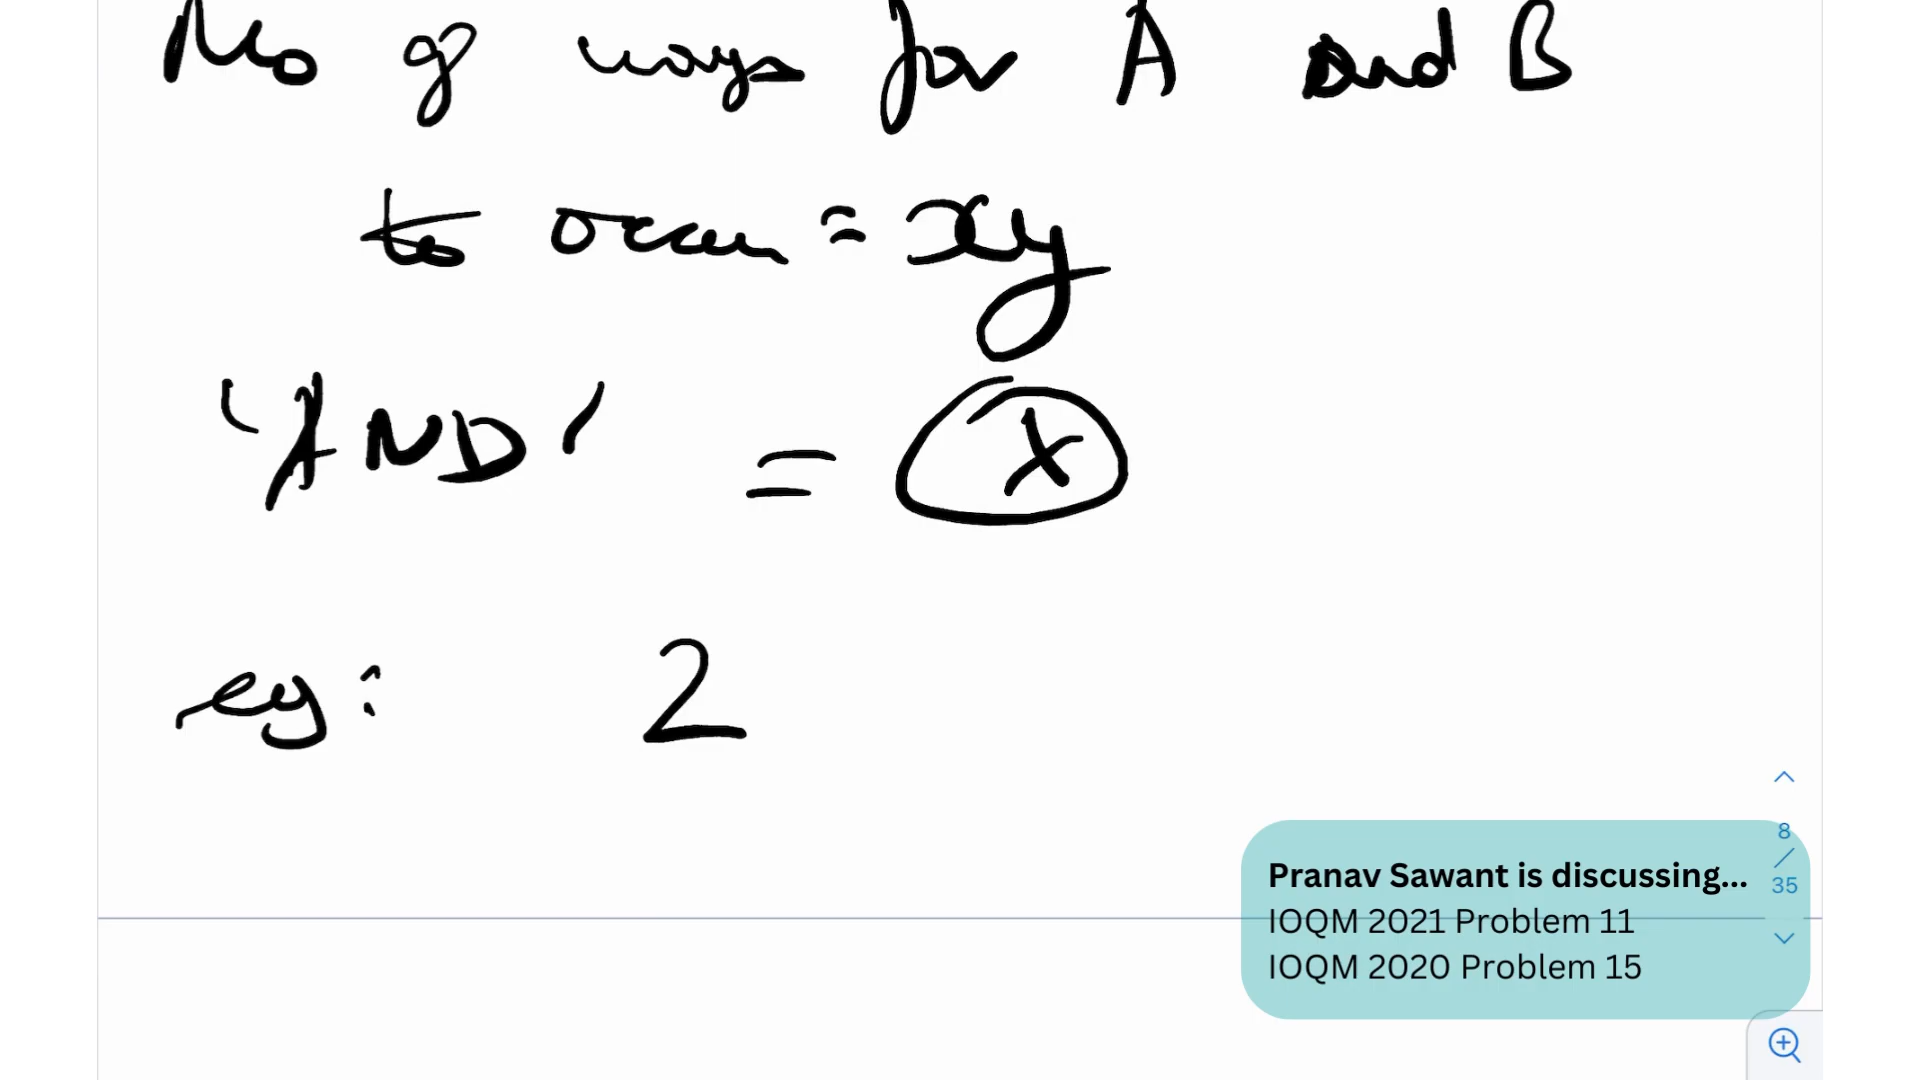 No of ways for A and B
to occur = xy
'AND' = X
eg: 2
8
/
35
Pranav Sawant is discussing...
IOQM 2021 Problem 11
IOQM 2020 Problem 15